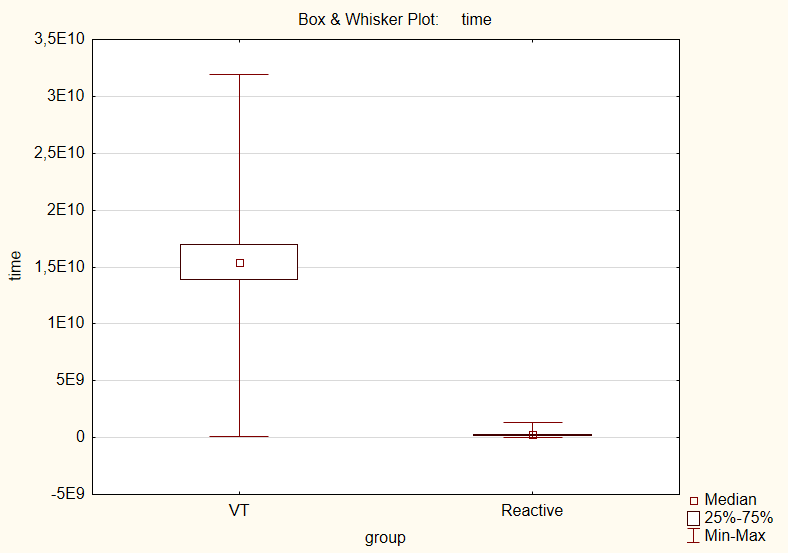 Box & Whisker Plot: time
3,5E10
3E10
2,5E10
2E10
1,5E10
1E10
5E9
0
-5E9
time
VT
Reactive
group
Median
25%-75%
Min-Max